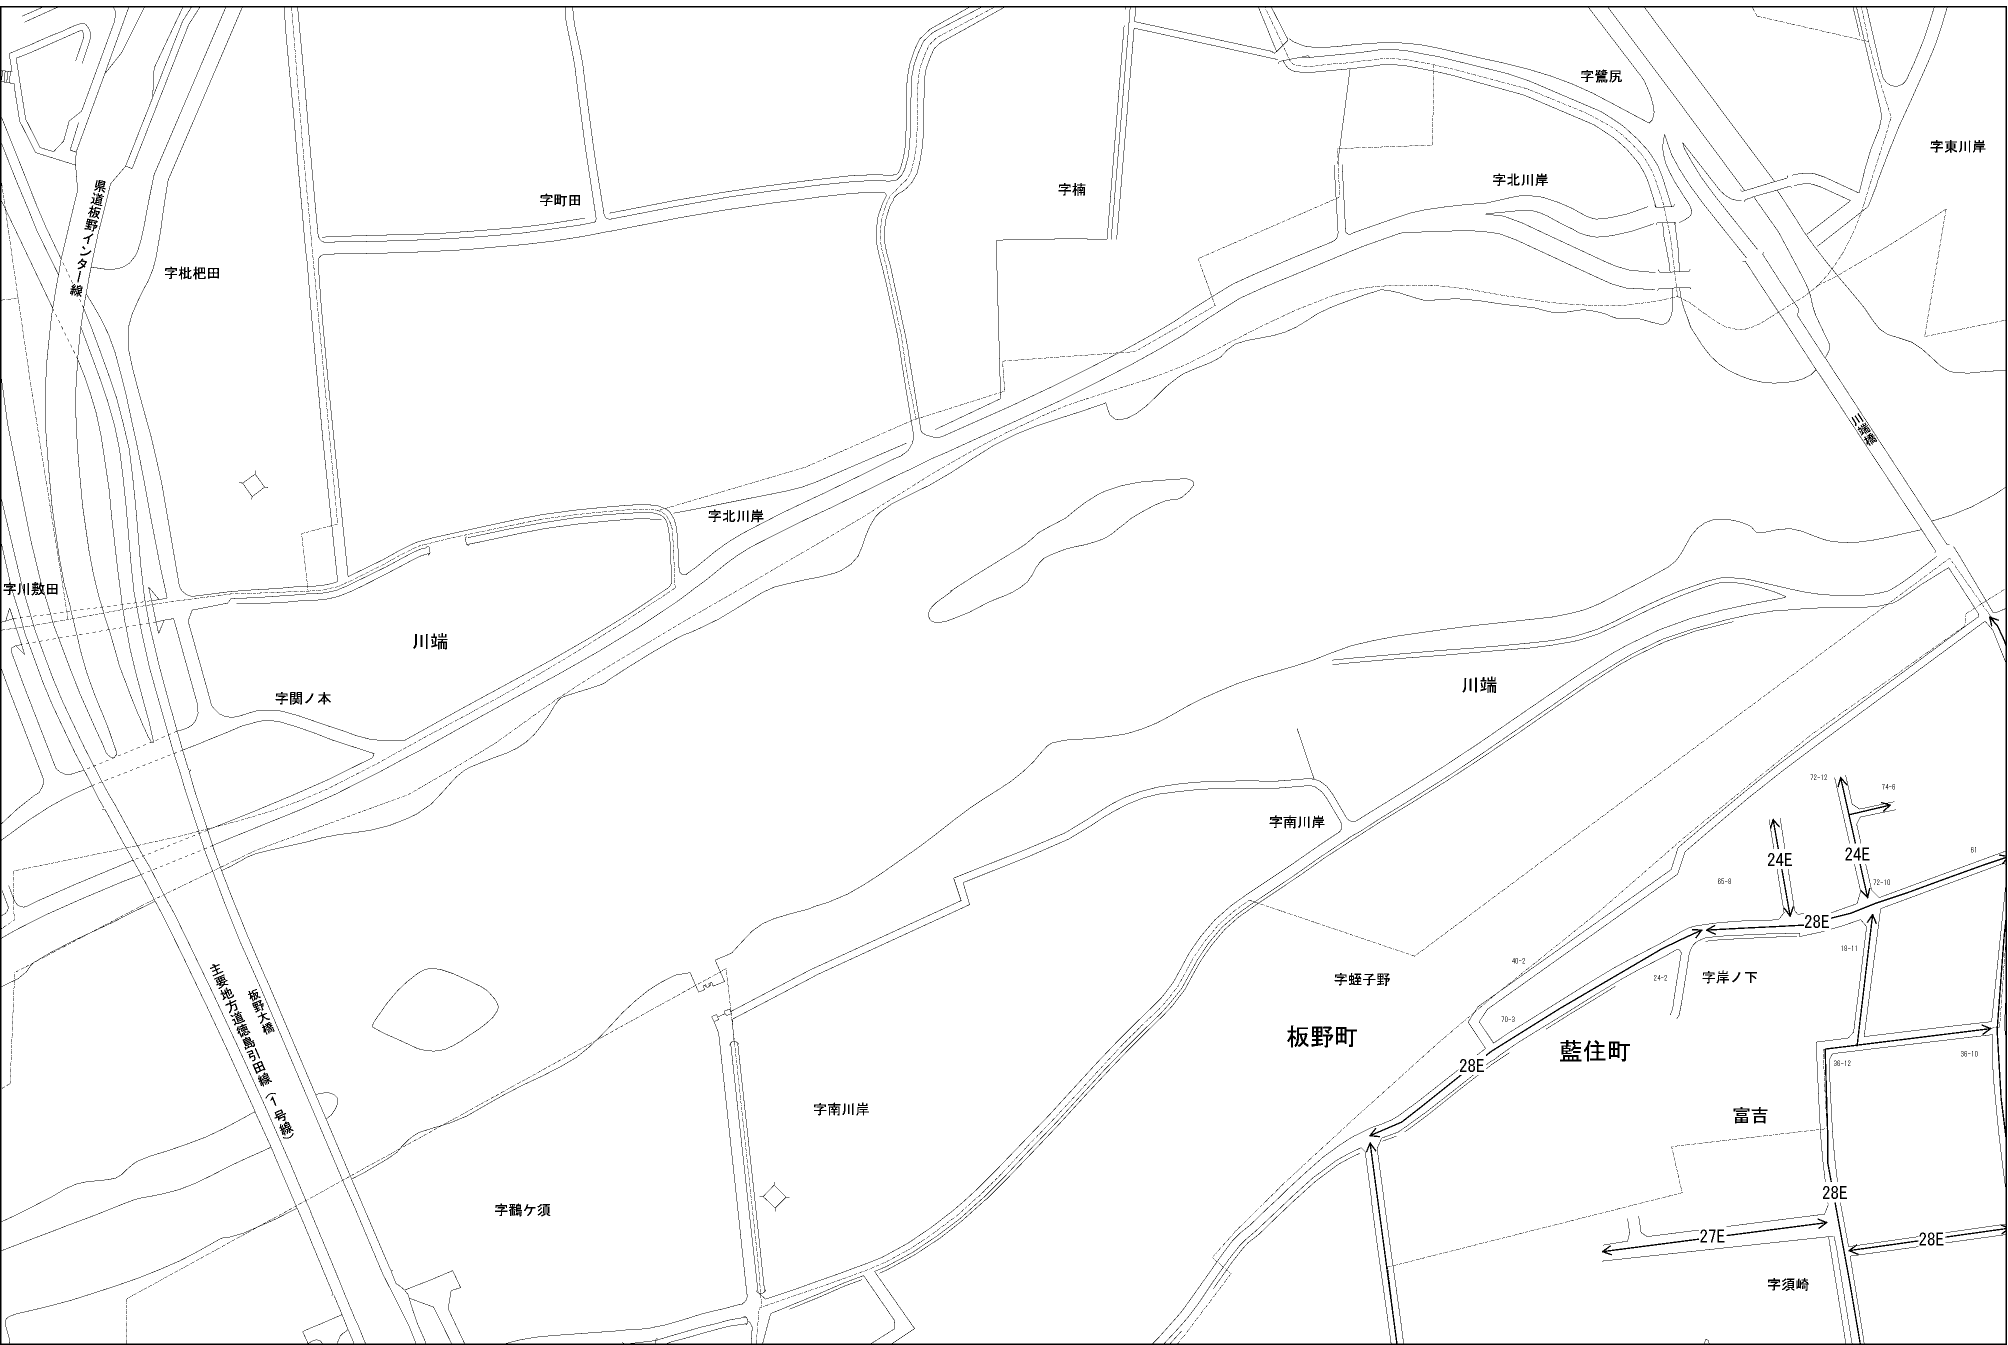 字鷺尻
字東川岸
字北川岸
字楠
字町田
県道板野インター線
字枇杷田
川端橋
字北川岸
字川敷田
川端
字関ノ本
川端
72-12
74-6
字南川岸
24E
24E
61
65-8
72-10
28E
18-11
40-2
24-2
字岸ノ下
字蛭子野
板野大橋
主要地方道徳島引田線(1号線)
70-3
板野町
藍住町
28E
36-12
36-10
字南川岸
富吉
28E
字鸛ケ須
27E
28E
字須崎